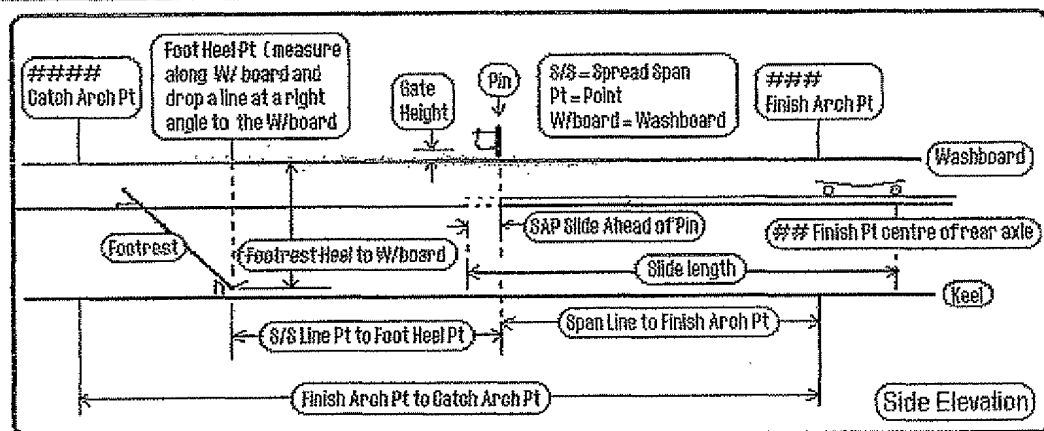 ####
Catch Arch Pt
Foot Heel Pt (measure
along W/board and
drop a line at a right
angle to the W/board
Gate
Height
Pin
S/S = Spread Span
Pt = Point
W/board = Washboard
###
Finish Arch Pt
Washboard
Footrest
Footrest Heel to W/board
SAP Slide Ahead of Pin
## Finish Pt centre of rear axle
Slide length
Keel
S/S Line Pt to Foot Heel Pt
Span Line to Finish Arch Pt
Finish Arch Pt to Catch Arch Pt
Side Elevation